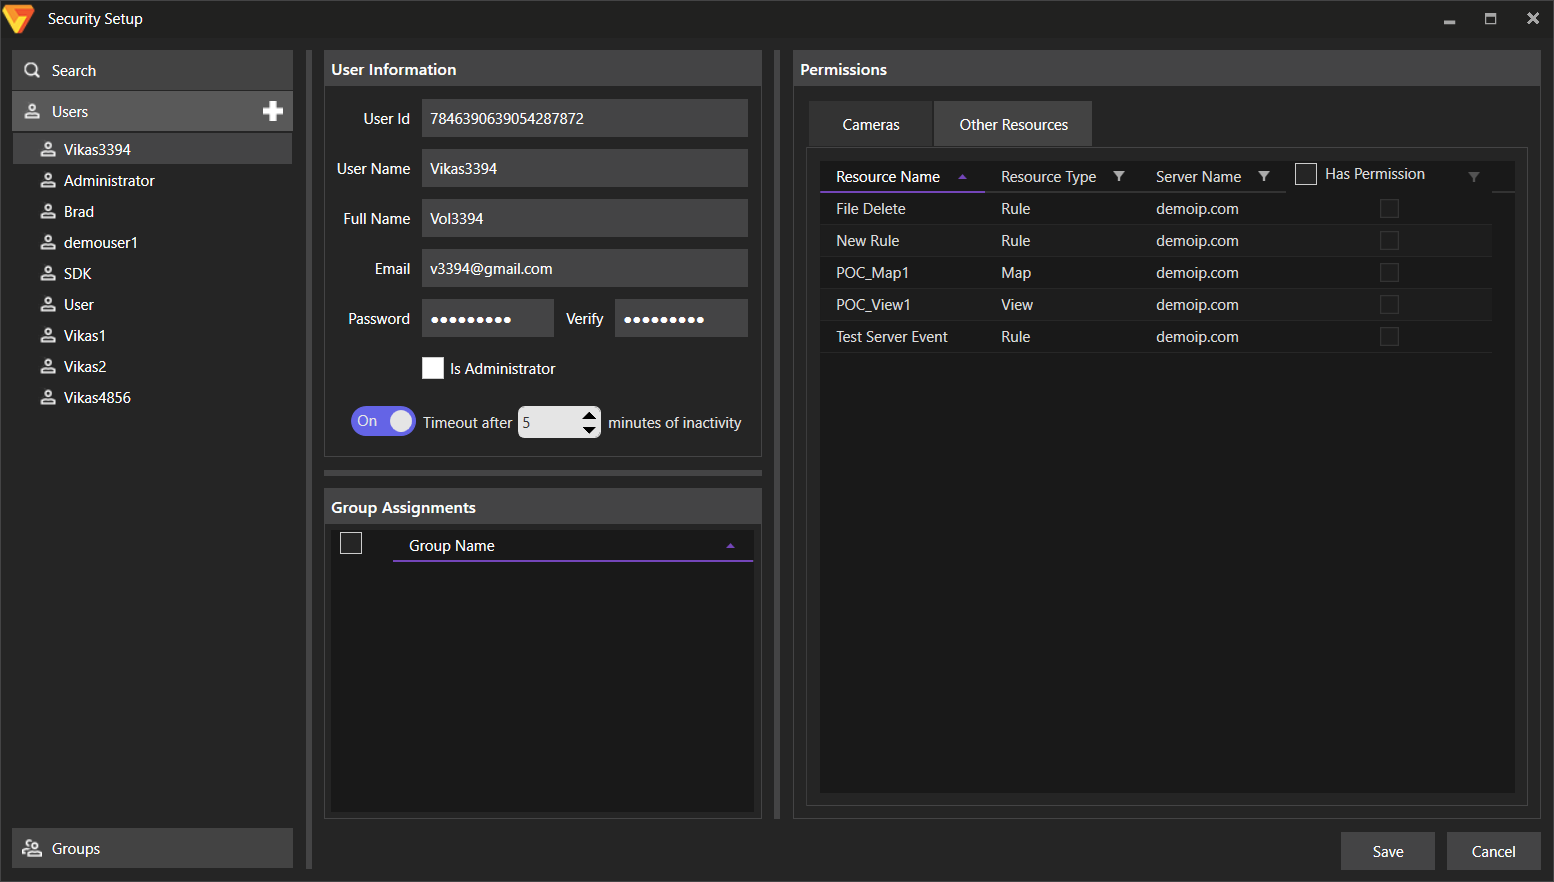 Security Setup
Search
Users
Vikas3394
Administrator
Brad
demouser1
SDK
User
Vikas1
Vikas2
Vikas4856
Groups
User Information
User Id 7846390639054287872
User Name Vikas3394
Full Name Vol3394
Email v3394@gmail.com
Password ●●●●●●●●● Verify ●●●●●●●●●
Is Administrator
On Timeout after 5 minutes of inactivity
Group Assignments
Group Name
Permissions
Cameras Other Resources
Resource Name Resource Type Server Name Has Permission
File Delete Rule demoip.com
New Rule Rule demoip.com
POC_Map1 Map demoip.com
POC_View1 View demoip.com
Test Server Event Rule demoip.com
Save Cancel